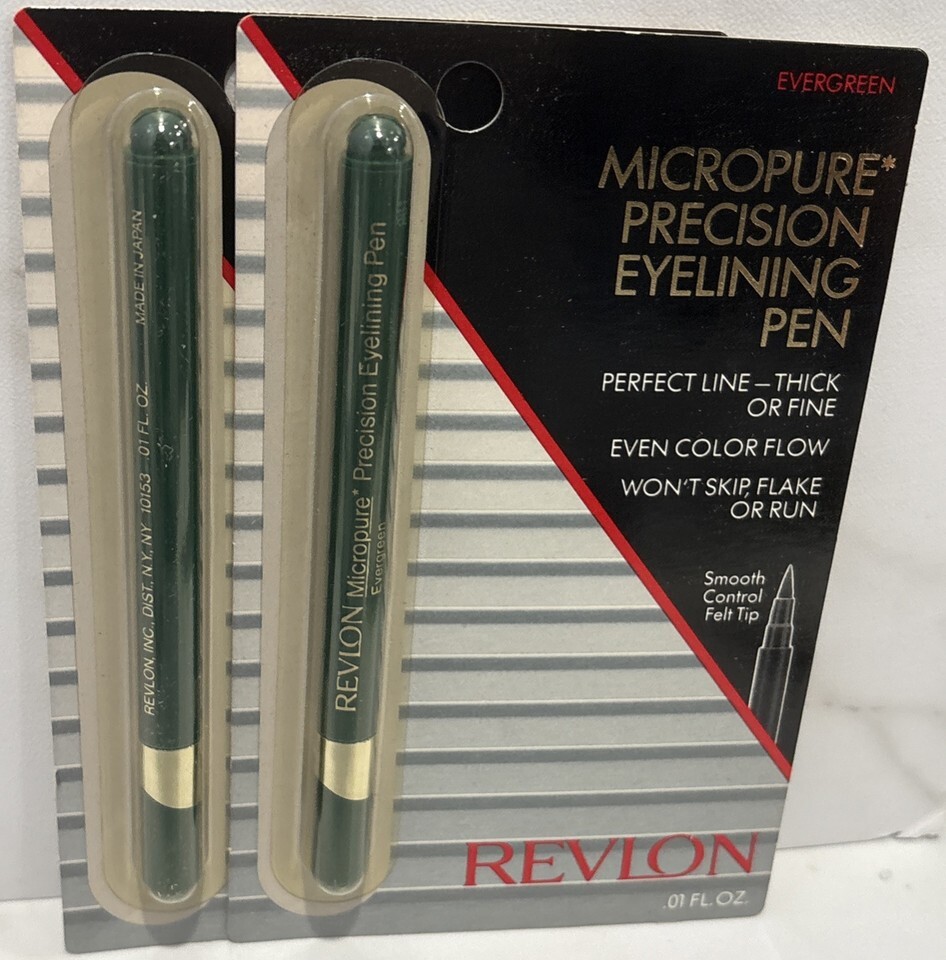 EVERGREEN
MICROPURE*
PRECISION
EYELINING
PEN
PERFECT LINE – THICK
OR FINE
EVEN COLOR FLOW
WON'T SKIP, FLAKE
OR RUN
Smooth
Control
Felt Tip
REVLON
.01 FL. OZ.
REVLON Micropure* Precision Eyelining Pen
Evergreen
REVLON, INC., DIST., N.Y., NY 10153 .01 FL. OZ. MADE IN JAPAN